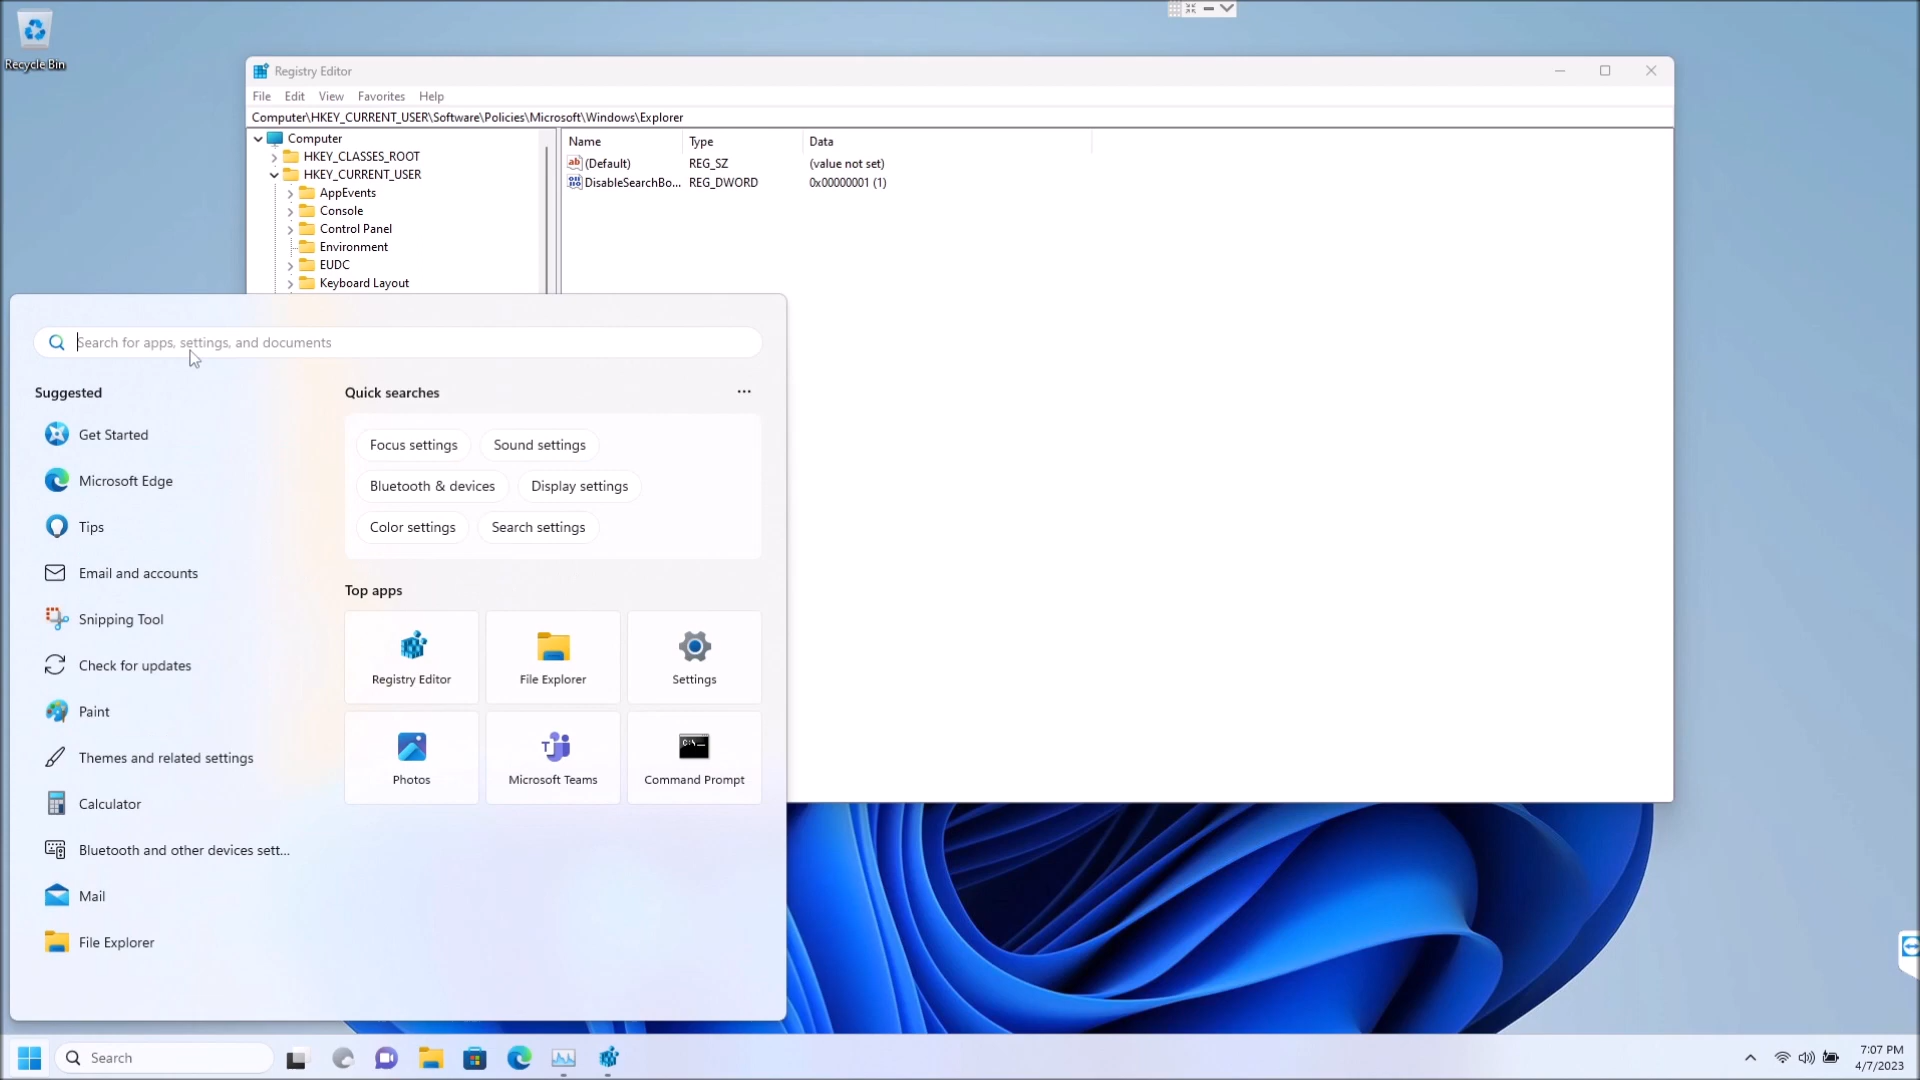 Recycle Bin
Registry Editor
File Edit View Favorites Help
Computer\HKEY_CURRENT_USER\Software\Policies\Microsoft\Windows\Explorer
Computer
HKEY_CLASSES_ROOT
HKEY_CURRENT_USER
AppEvents
Console
Control Panel
Environment
EUDC
Keyboard Layout
Name Type Data
ab (Default) REG_SZ (value not set)
DisableSearchBo... REG_DWORD 0x00000001 (1)
Search for apps, settings, and documents
Suggested
Get Started
Microsoft Edge
Tips
Email and accounts
Snipping Tool
Check for updates
Paint
Themes and related settings
Calculator
Bluetooth and other devices sett...
Mail
File Explorer
Quick searches ...
Focus settings Sound settings
Bluetooth & devices Display settings
Color settings Search settings
Top apps
Registry Editor File Explorer Settings
Photos Microsoft Teams Command Prompt
Search
7:07 PM
4/7/2023